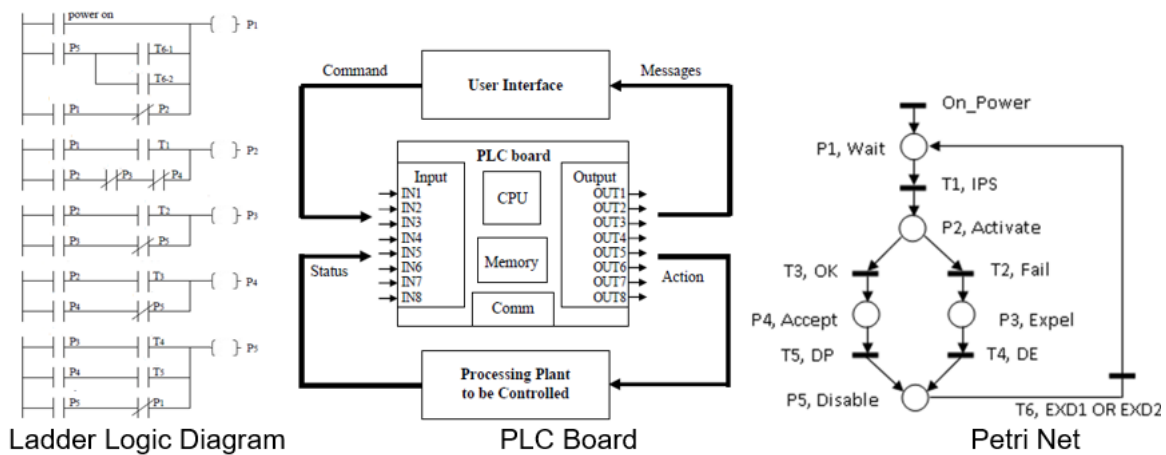 power on
P1
P5
T6-1
T6-2
P1
P2
P1
T1
P2
P2
P3
P4
P2
T2
P3
P3
P5
P2
T3
P4
P4
P5
P3
T4
P5
P4
T5
P5
P1
Ladder Logic Diagram
Command
User Interface
Messages
PLC board
Input
Output
CPU
Memory
Comm
IN1
IN2
IN3
IN4
IN5
IN6
IN7
IN8
OUT1
OUT2
OUT3
OUT4
OUT5
OUT6
OUT7
OUT8
Status
Action
Processing Plant
to be Controlled
PLC Board
On_Power
P1, Wait
T1, IPS
P2, Activate
T3, OK
T2, Fail
P4, Accept
P3, Expel
T5, DP
T4, DE
P5, Disable
T6, EXD1 OR EXD2
Petri Net